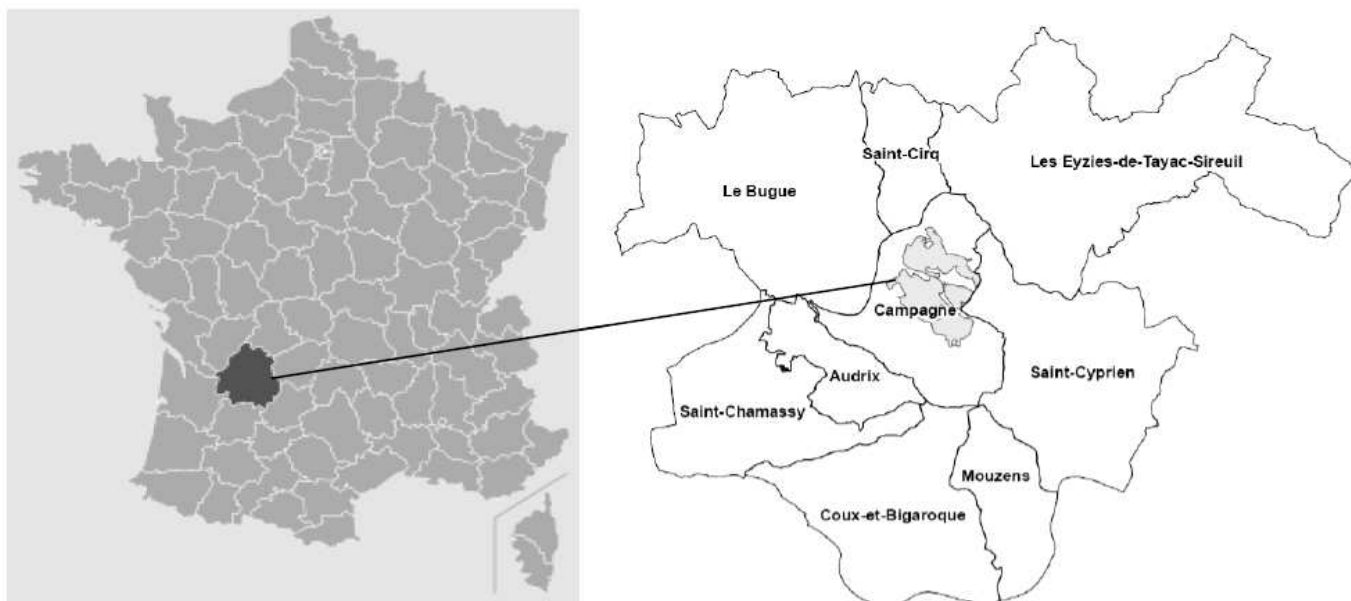 Saint-Cirq
Les Eyzies-de-Tayac-Sireuil
Le Bugue
Campagne
Audrix
Saint-Cyprien
Saint-Chamassy
Mouzens
Coux-et-Bigaroque